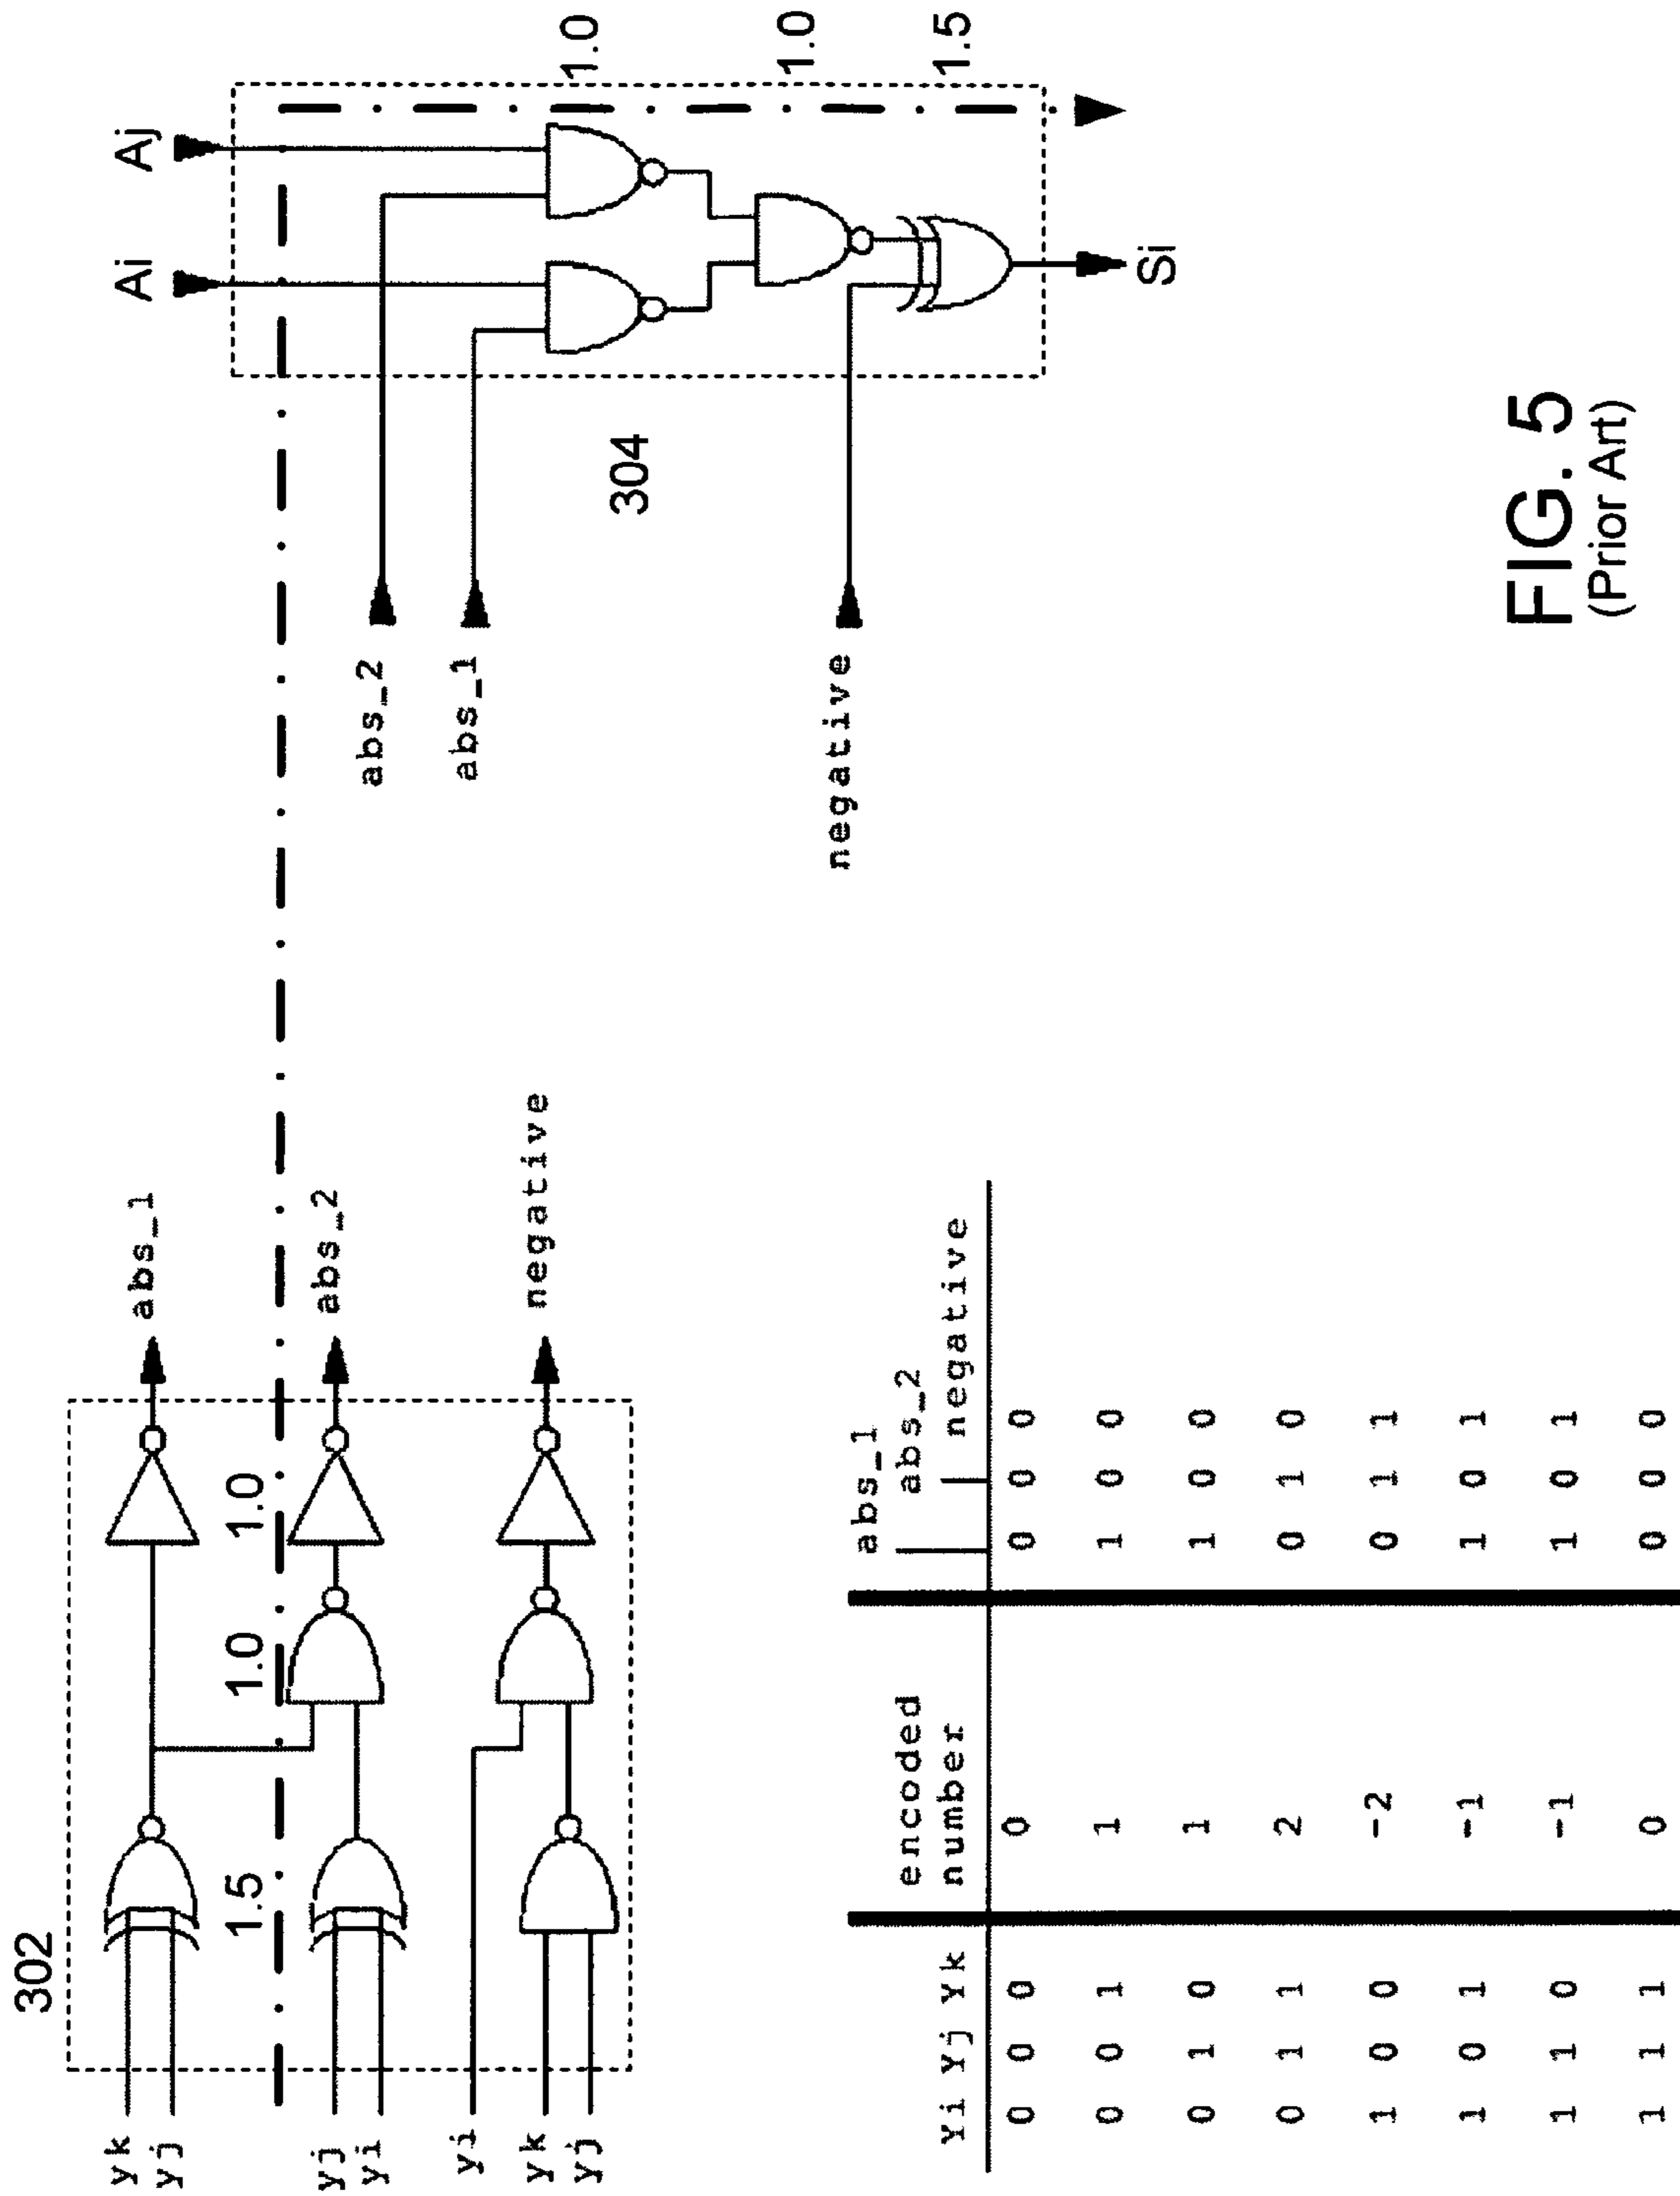 302
yk
yj
yj
yi
yi
yk
yj
1.5
1.0
1.0
abs_1
abs_2
negative
Ai
Aj
abs_2
abs_1
negative
304
1.0
1.0
1.5
Si
abs_1
encoded abs_2
Yi Yj Yk number negative
0 0 0 0 0 0 0
0 0 1 1 1 0 0
0 1 0 1 1 0 0
0 1 1 2 0 1 0
1 0 0 -2 0 1 1
1 0 1 -1 1 0 1
1 1 0 -1 1 0 1
1 1 1 0 0 0 0
FIG. 5
(Prior Art)